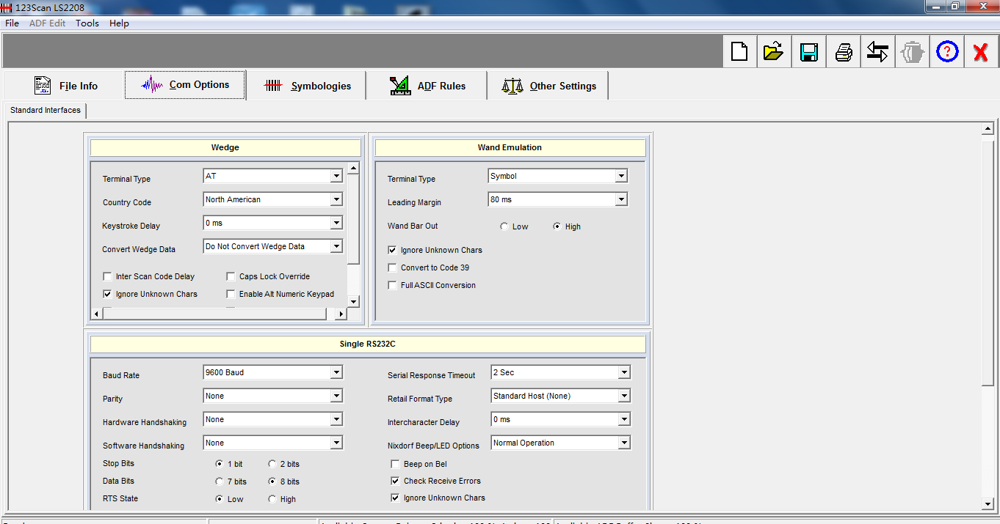 123Scan LS2208
File ADF Edit Tools Help
File Info Com Options Symbologies ADF Rules Other Settings
Standard Interfaces
Wedge
Terminal Type AT
Country Code North American
Keystroke Delay 0 ms
Convert Wedge Data Do Not Convert Wedge Data
Inter Scan Code Delay Caps Lock Override
Ignore Unknown Chars Enable Alt Numeric Keypad
Wand Emulation
Terminal Type Symbol
Leading Margin 80 ms
Wand Bar Out Low High
Ignore Unknown Chars
Convert to Code 39
Full ASCII Conversion
Single RS232C
Baud Rate 9600 Baud
Parity None
Hardware Handshaking None
Software Handshaking None
Stop Bits 1 bit 2 bits
Data Bits 7 bits 8 bits
RTS State Low High
Serial Response Timeout 2 Sec
Retail Format Type Standard Host (None)
Intercharacter Delay 0 ms
Nixdorf Beep/LED Options Normal Operation
Beep on Bel
Check Receive Errors
Ignore Unknown Chars